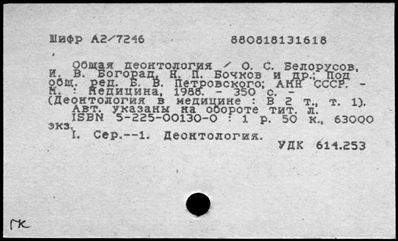 Шифр А2/7246 880818131618
Общая деонтология / О. С. Белорусов,
И. В. Богорад, Н. П. Бочков и др.; Под
общ. ред. Б. В. Петровского; АМН СССР. -
М. : Медицина, 1988. - 350 с. -
(Деонтология в медицине : В 2 т., т. 1).
Авт. указаны на обороте тит. л.
ISBN 5-225-00130-0 : 1 р. 50 к., 63000
экз.
I. Сер.--1. Деонтология.
УДК 614.253
ПК